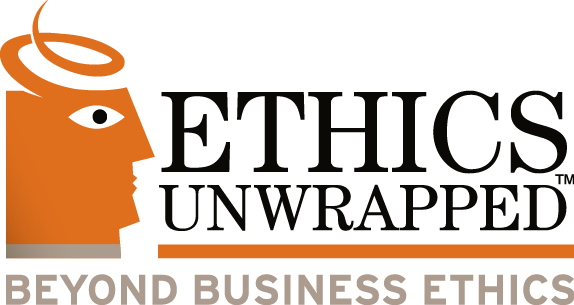 ETHICS
UNWRAPPED™
BEYOND BUSINESS ETHICS